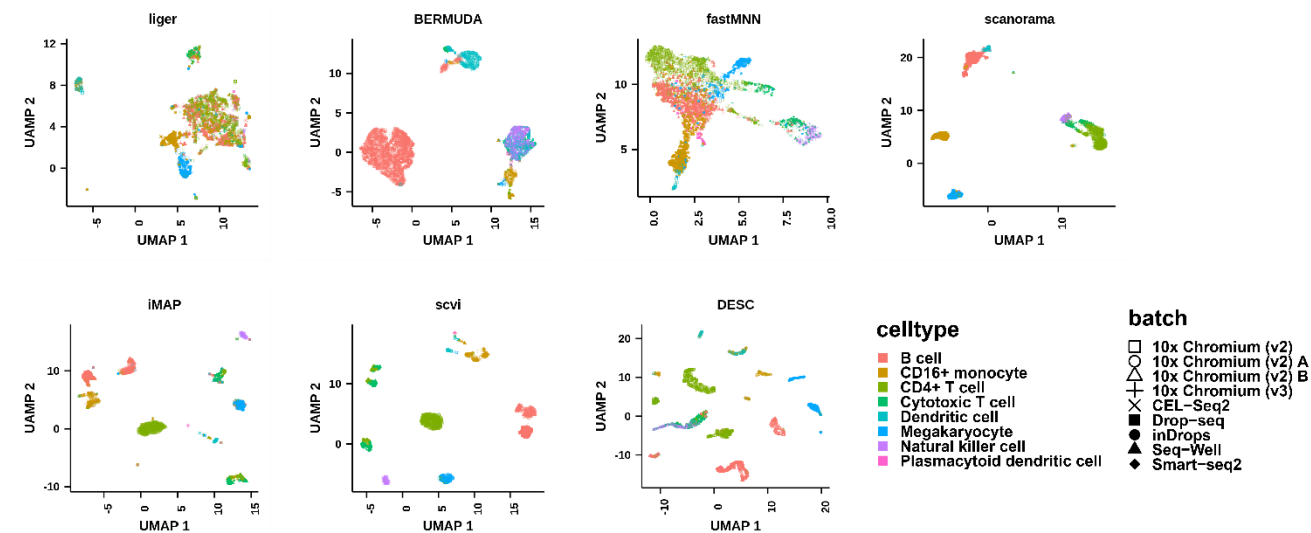 liger
BERMUDA
fastMNN
scanorama
12
8
4
0
UAMP 2
-5
0
5
10
UMAP 1
10
5
0
-5
UAMP 2
-5
0
5
10
15
UMAP 1
10
5
UAMP 2
0.0
2.5
5.0
7.5
10.0
UMAP 1
20
10
0
UAMP 2
0
10
UMAP 1
iMAP
scvi
DESC
10
0
-10
UMAP 2
-5
0
5
10
15
UMAP 1
10
0
UMAP 2
-5
0
5
10
15
UMAP 1
20
10
0
-10
UMAP 2
-10
0
10
20
UMAP 1
celltype
B cell
CD16+ monocyte
CD4+ T cell
Cytotoxic T cell
Dendritic cell
Megakaryocyte
Natural killer cell
Plasmacytoid dendritic cell
batch
10x Chromium (v2)
10x Chromium (v2) A
10x Chromium (v2) B
10x Chromium (v3)
CEL−Seq2
Drop−seq
inDrops
Seq−Well
Smart−seq2